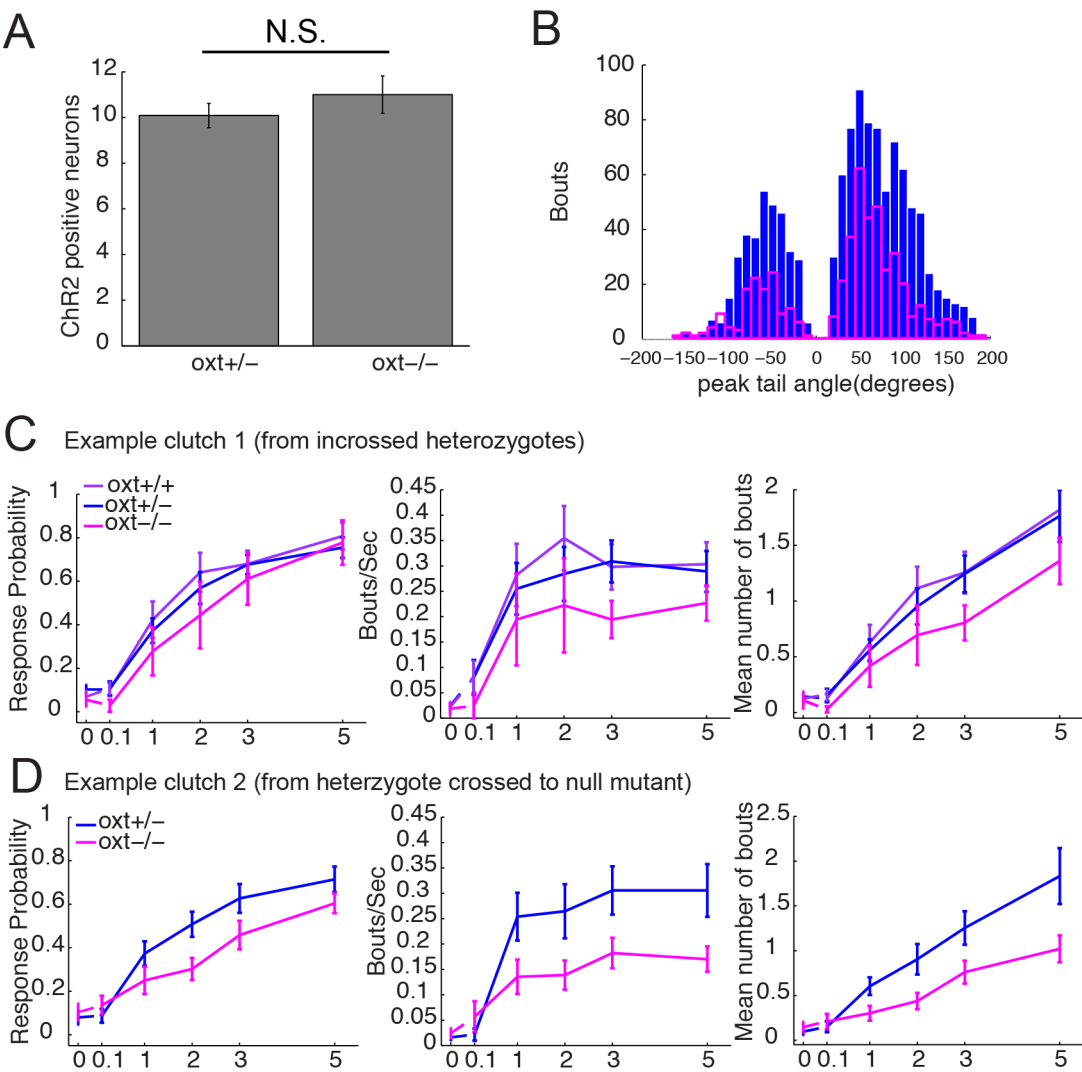 A
N.S.
ChR2 positive neurons
12
10
8
6
4
2
0
oxt+/−
oxt−/−
B
Bouts
100
80
60
40
20
0
−200 −150 −100 −50 0 50 100 150 200
peak tail angle(degrees)
C Example clutch 1 (from incrossed heterozygotes)
oxt+/+
oxt+/−
oxt−/−
Response Probability
1
0.8
0.6
0.4
0.2
0
0 0.1 1 2 3 5
Bouts/Sec
0.45
0.4
0.35
0.3
0.25
0.2
0.15
0.1
0.05
0
0 0.1 1 2 3 5
Mean number of bouts
2
1.5
1
0.5
0
0 0.1 1 2 3 5
D Example clutch 2 (from heterzygote crossed to null mutant)
oxt+/−
oxt−/−
Response Probability
1
0.8
0.6
0.4
0.2
0
0 0.1 1 2 3 5
Bouts/Sec
0.45
0.4
0.35
0.3
0.25
0.2
0.15
0.1
0.05
0
0 0.1 1 2 3 5
Mean number of bouts
2.5
2
1.5
1
0.5
0
0 0.1 1 2 3 5